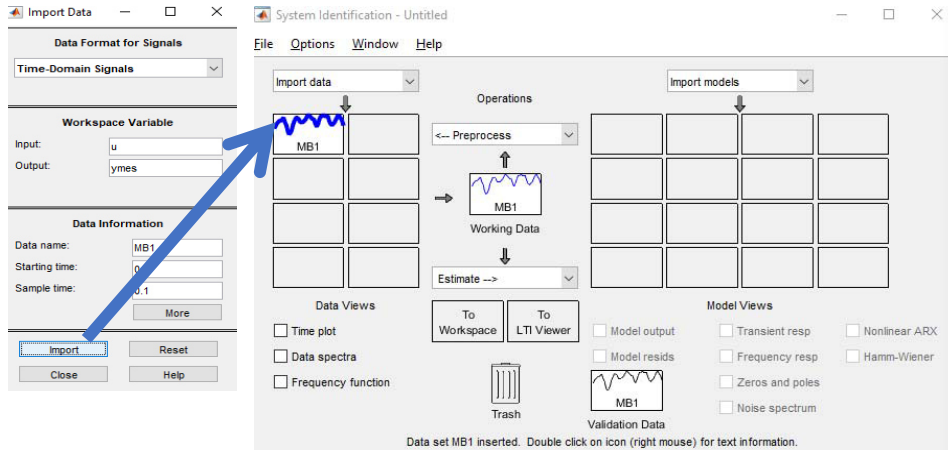 Import Data
Data Format for Signals
Time-Domain Signals
Workspace Variable
Input:
u
Output:
ymes
Data Information
Data name:
MB1
Starting time:
Sample time:
0.1
More
Import
Reset
Close
Help
System Identification - Untitled
File Options Window Help
Import data
Import models
Operations
<-- Preprocess
MB1
MB1
Working Data
Estimate -->
Data Views
Time plot
Data spectra
Frequency function
To
Workspace
To
LTI Viewer
Trash
MB1
Validation Data
Model Views
Model output
Transient resp
Nonlinear ARX
Model resids
Frequency resp
Hamm-Wiener
Zeros and poles
Noise spectrum
Data set MB1 inserted. Double click on icon (right mouse) for text information.